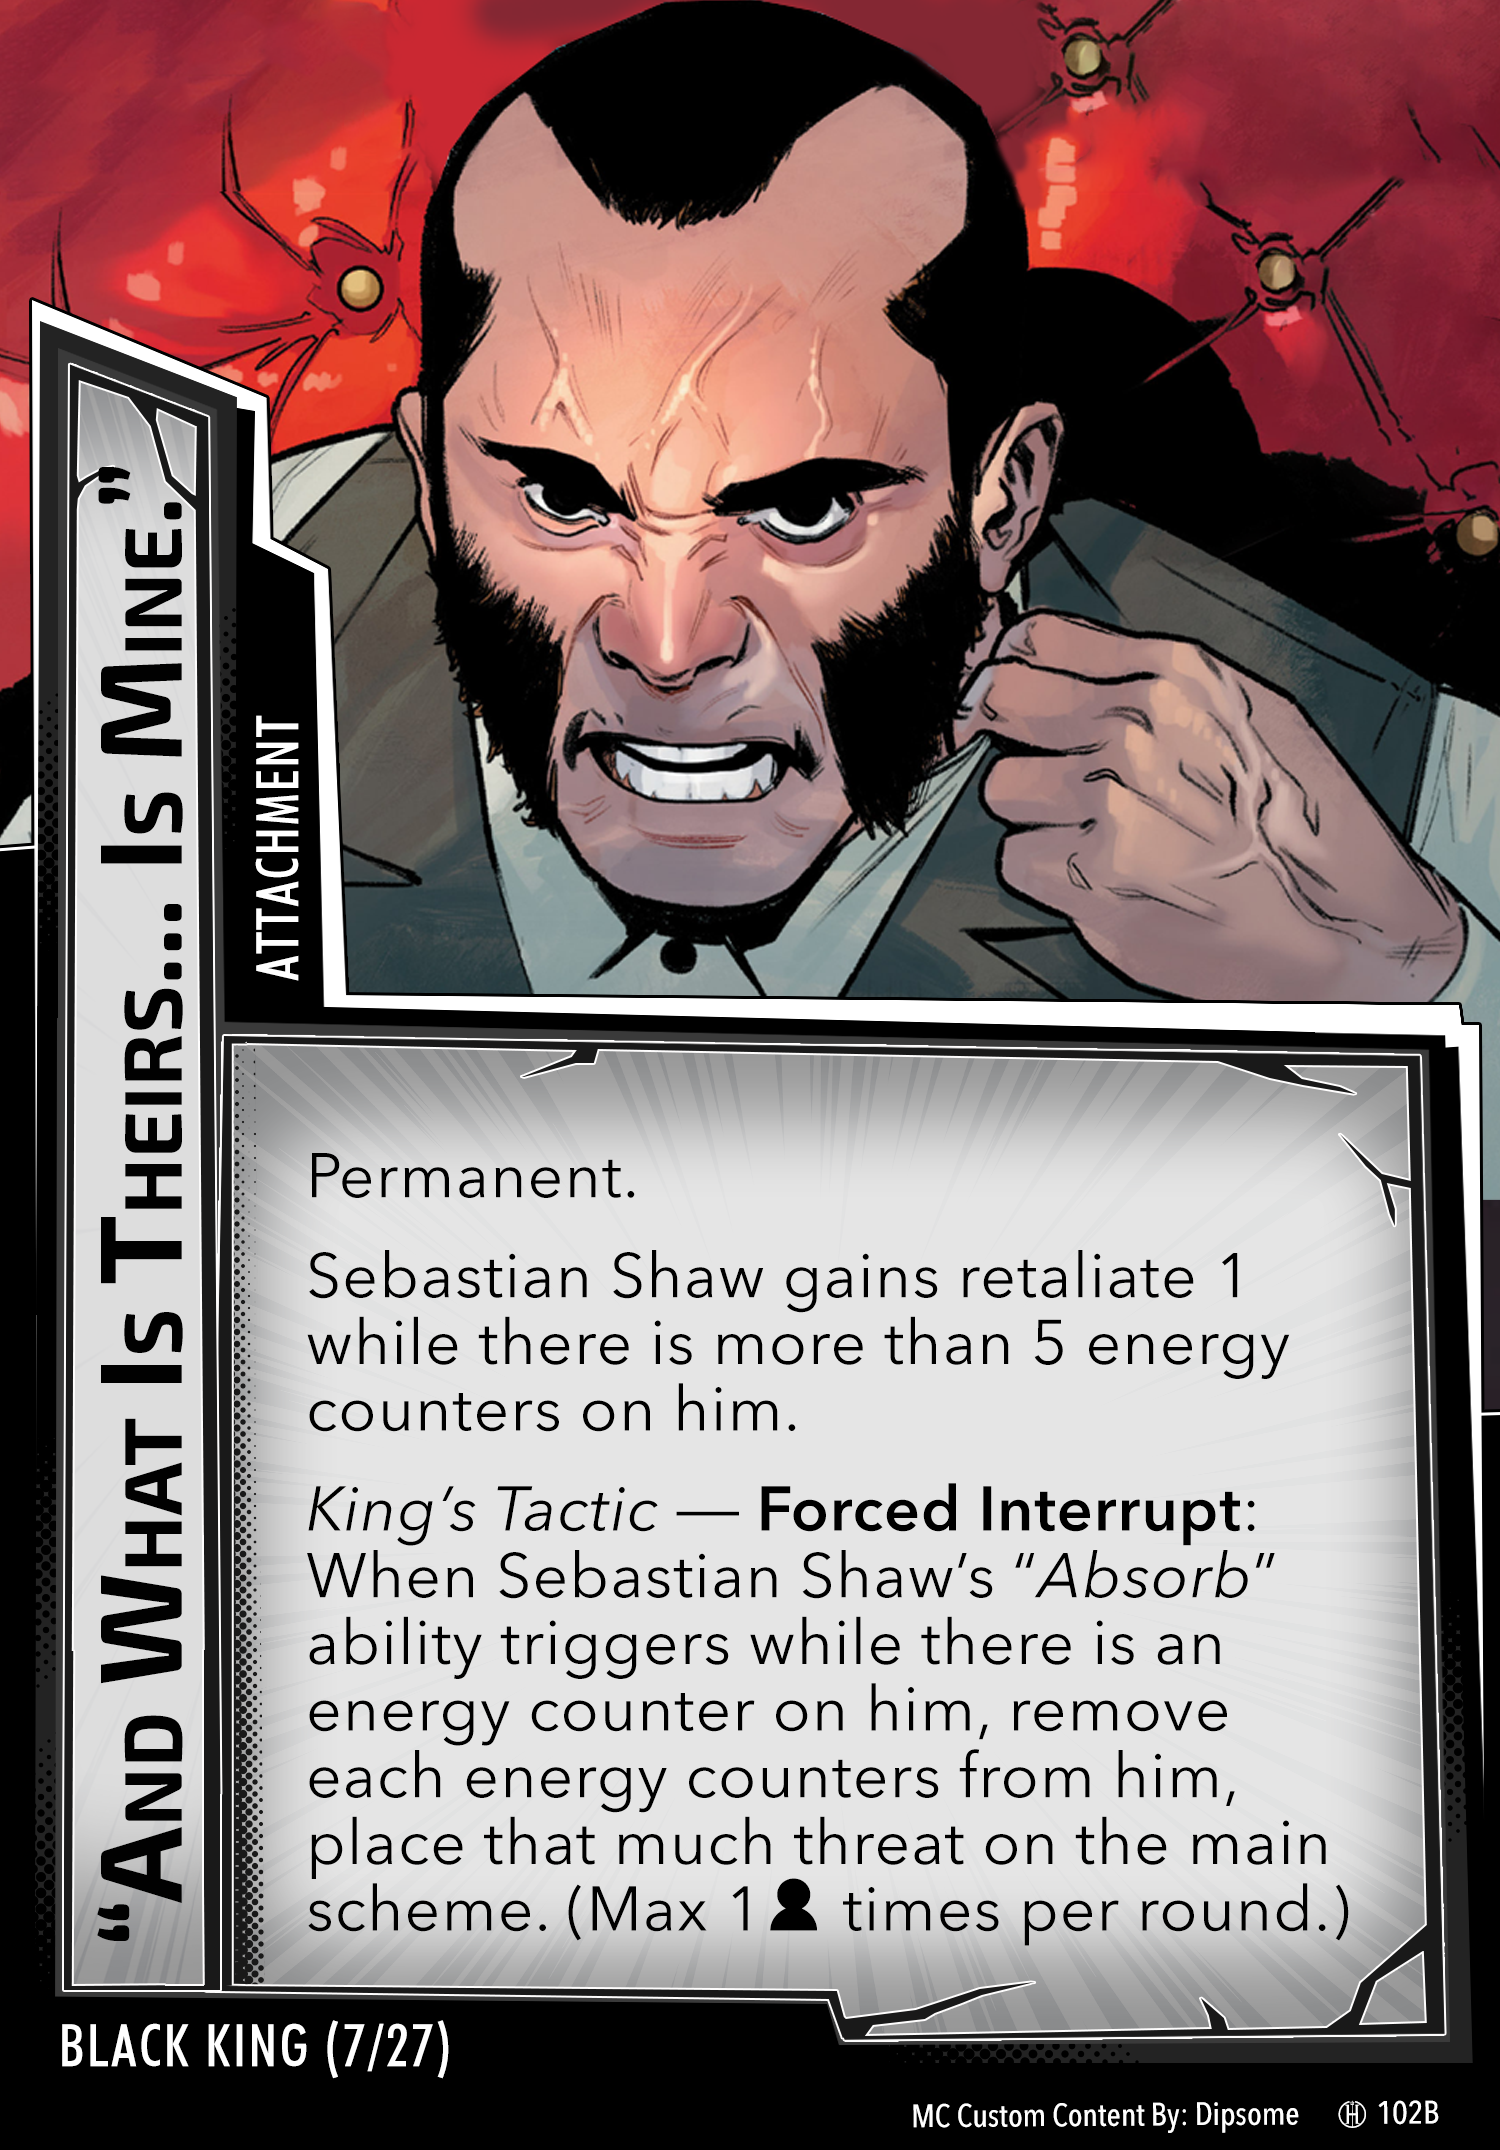 “And What Is Theirs... Is Mine.”
ATTACHMENT
Permanent.
Sebastian Shaw gains retaliate 1
while there is more than 5 energy
counters on him.
King’s Tactic — Forced Interrupt:
When Sebastian Shaw’s “Absorb”
ability triggers while there is an
energy counter on him, remove
each energy counters from him,
place that much threat on the main
scheme. (Max 1 times per round.)
BLACK KING (7/27)
MC Custom Content By: Dipsome 102B